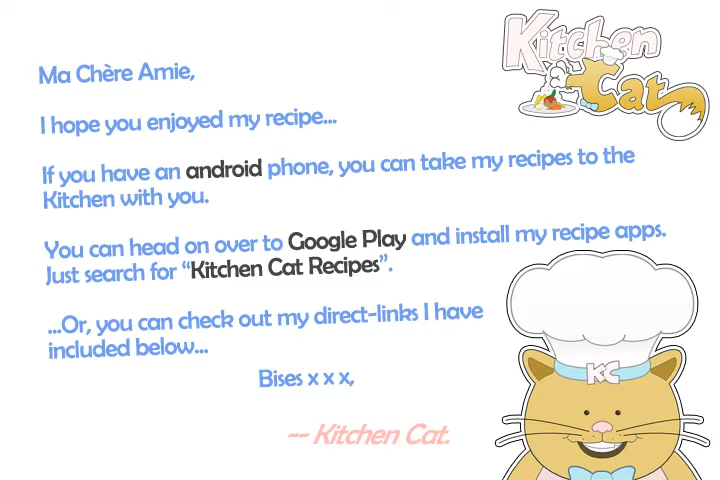 Kitchen
Cat
Ma Chère Amie,
I hope you enjoyed my recipe...
If you have an android phone, you can take my recipes to the
Kitchen with you.
You can head on over to Google Play and install my recipe apps.
Just search for “Kitchen Cat Recipes”.
...Or, you can check out my direct-links I have
included below...
Bises x x x,
-- Kitchen Cat.
KC